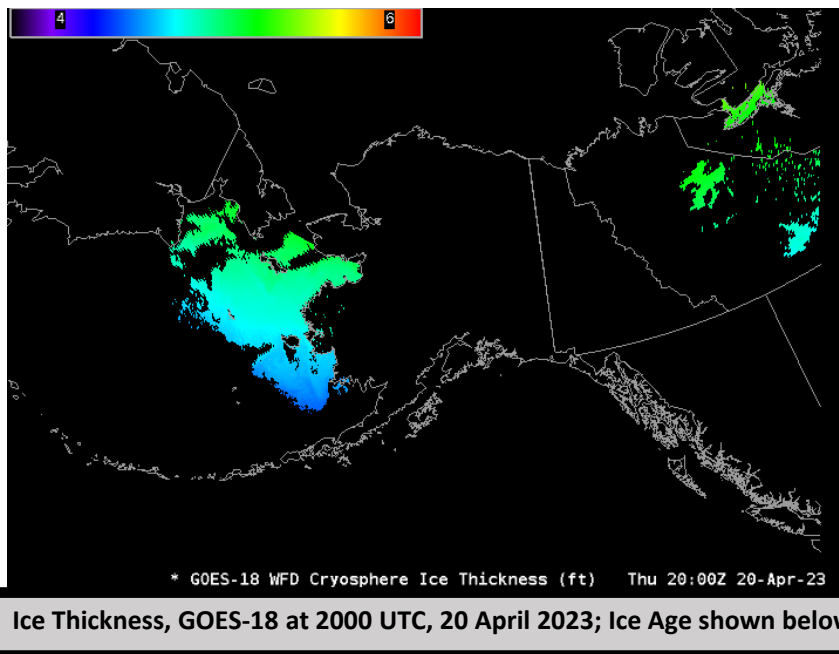 4 6
* GOES-18 WFD Cryosphere Ice Thickness (ft) Thu 20:00Z 20-Apr-23
Ice Thickness, GOES-18 at 2000 UTC, 20 April 2023; Ice Age shown below